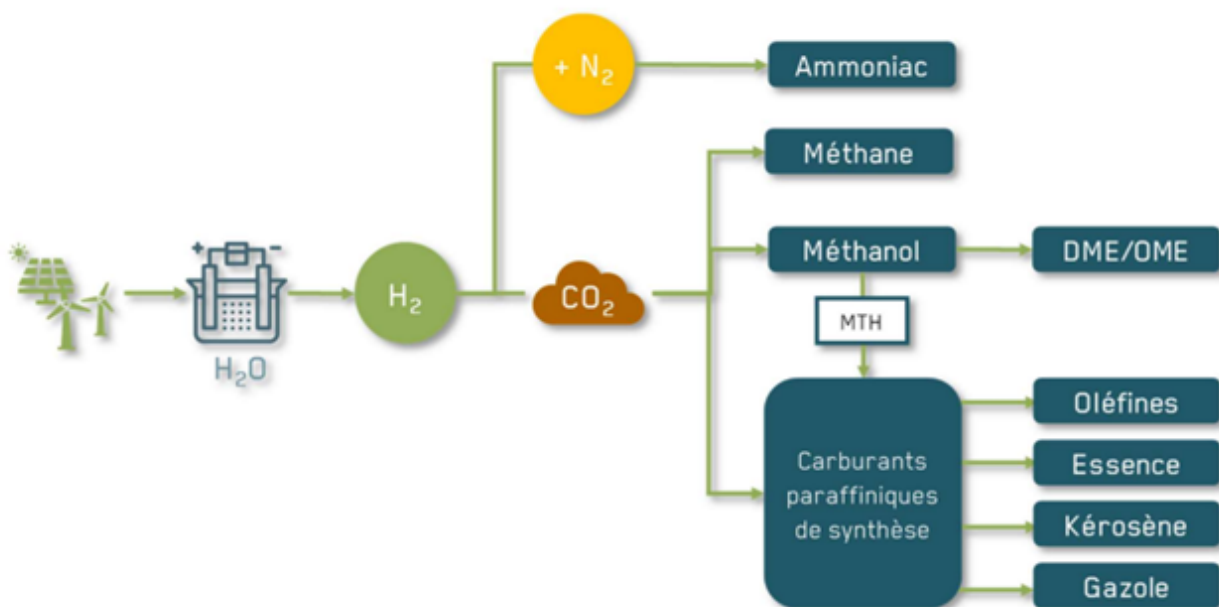 + N₂
Ammoniac
Méthane
Méthanol
DME/OME
+ -
H₂O
H₂
CO₂
MTH
Carburants
paraffiniques
de synthèse
Oléfines
Essence
Kérosène
Gazole